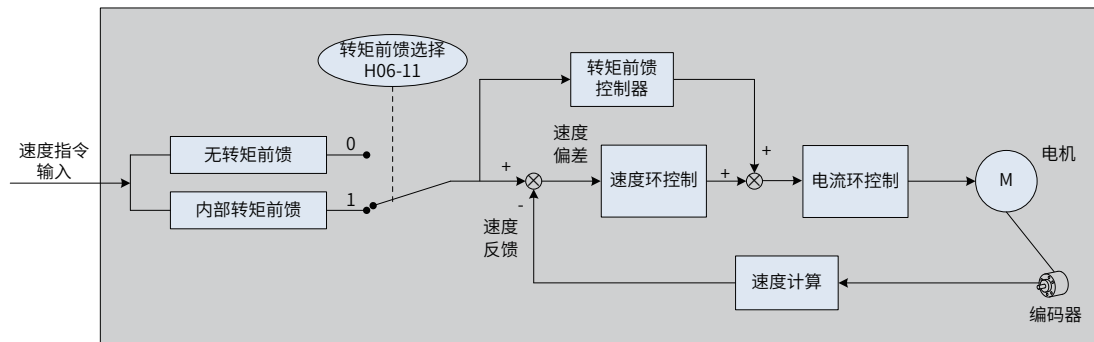 转矩前馈选择
H06-11
转矩前馈
控制器
速度指令
输入
无转矩前馈
0
内部转矩前馈
1
+
速度
偏差
速度环控制
+
+
电流环控制
电机
M
-
速度
反馈
速度计算
编码器